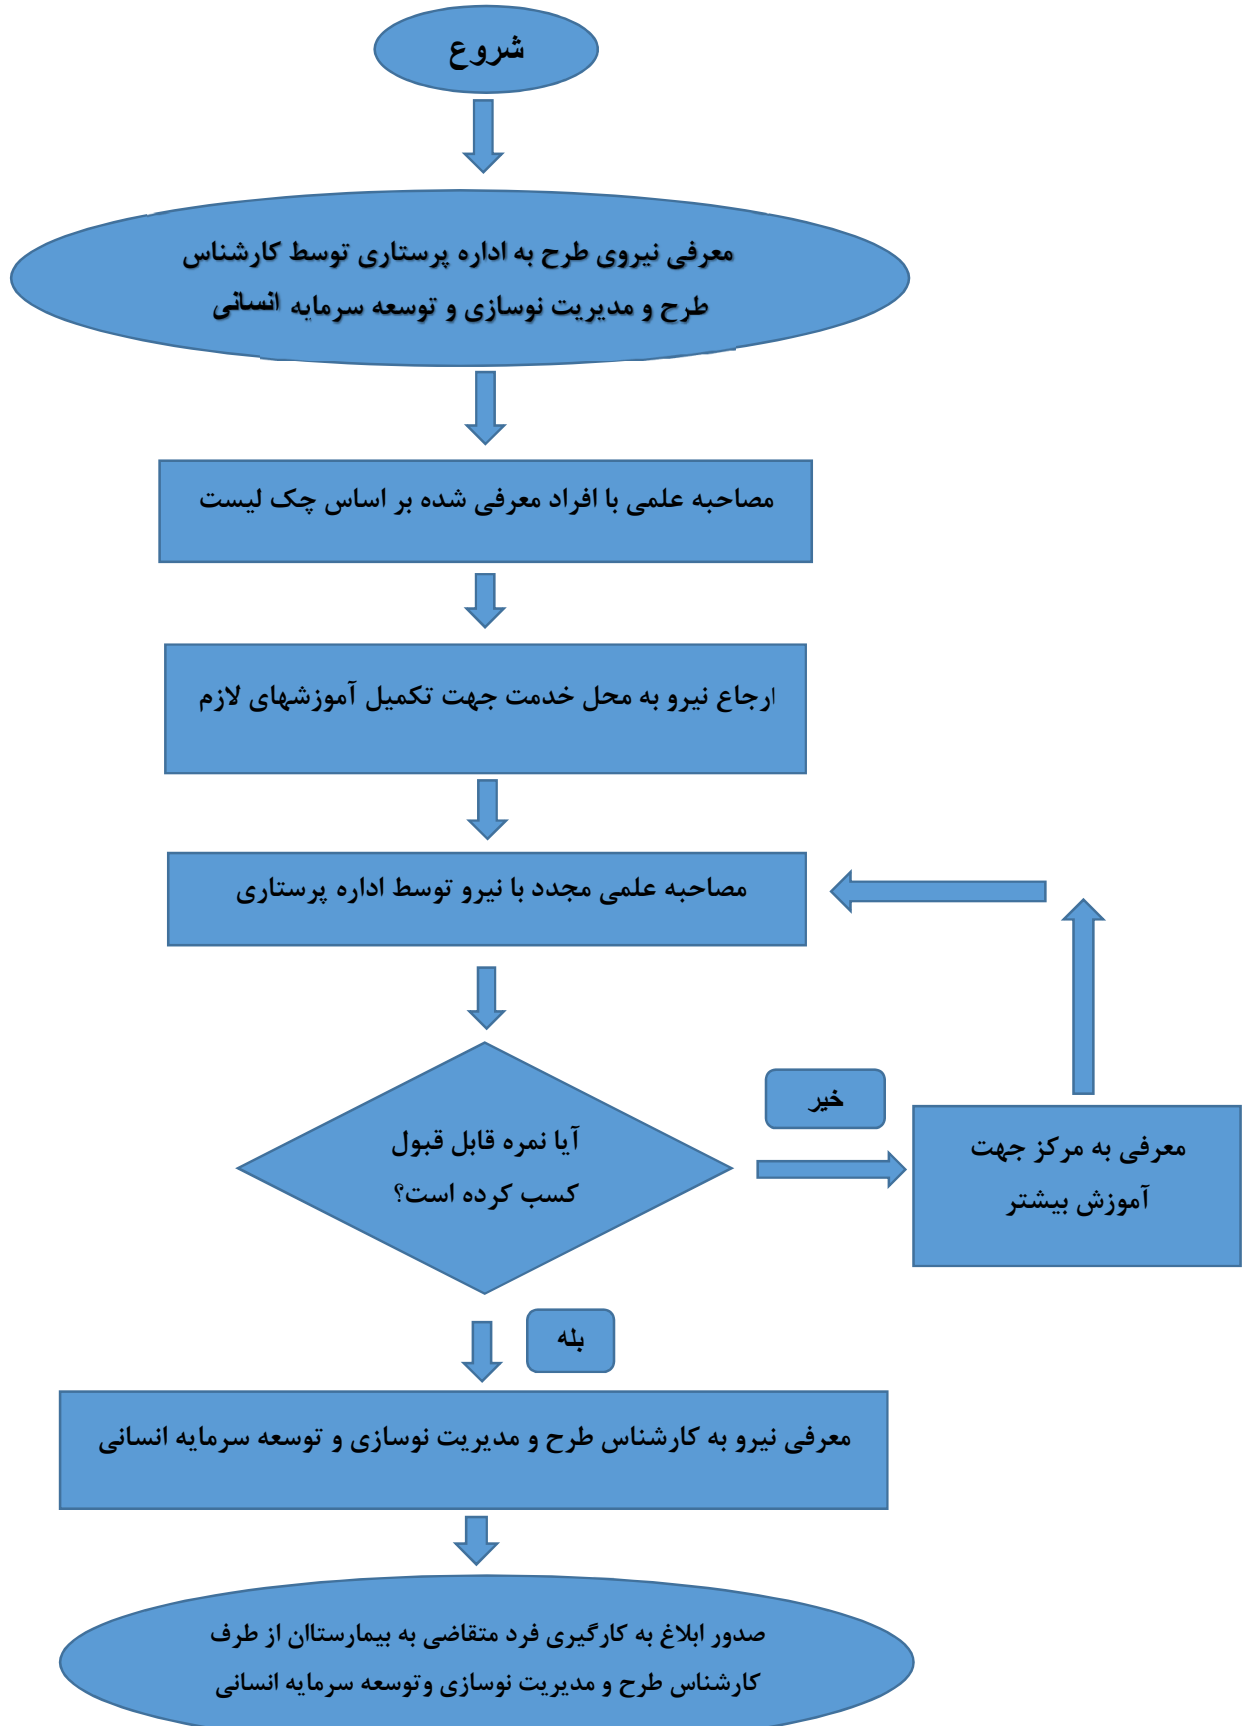 شروع
معرفی نیروی طرح به اداره پرستاری توسط کارشناس
طرح و مدیریت نوسازی و توسعه سرمایه انسانی
مصاحبه علمی با افراد معرفی شده بر اساس چک لیست
ارجاع نیرو به محل خدمت جهت تکمیل آموزشهای لازم
مصاحبه علمی مجدد با نیرو توسط اداره پرستاری
آیا نمره قابل قبول
کسب کرده است؟
خیر
معرفی به مرکز جهت
آموزش بیشتر
بله
معرفی نیرو به کارشناس طرح و مدیریت نوسازی و توسعه سرمایه انسانی
صدور ابلاغ به کارگیری فرد متقاضی به بیمارستاان از طرف
کارشناس طرح و مدیریت نوسازی وتوسعه سرمایه انسانی